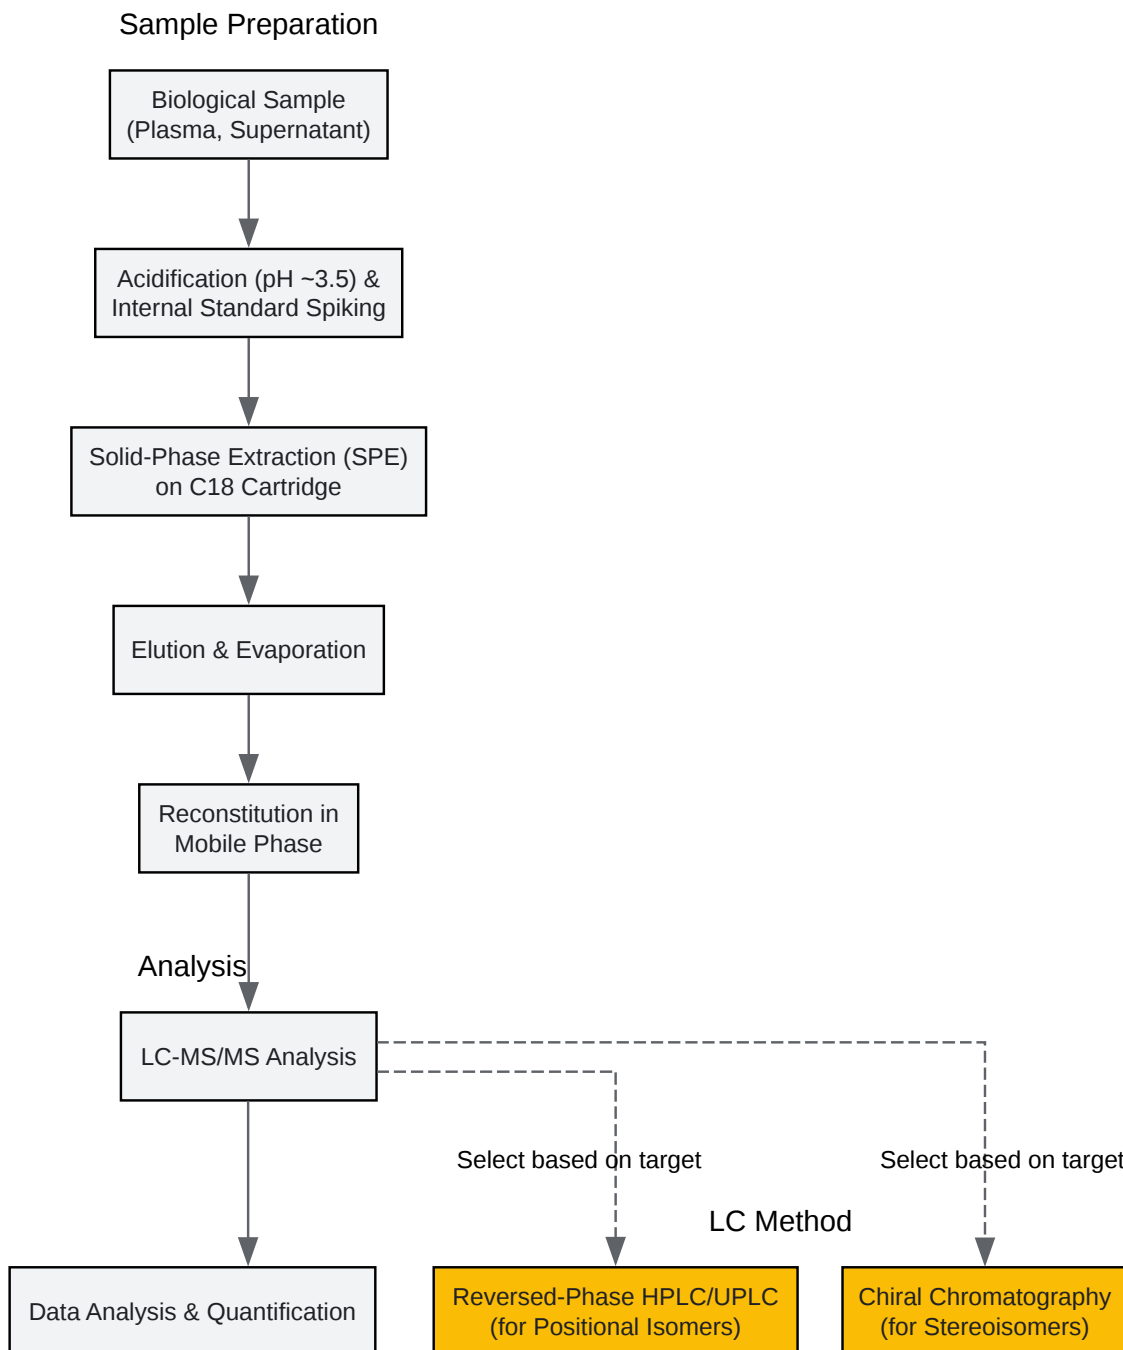 Sample Preparation
Biological Sample
(Plasma, Supernatant)
Acidification (pH ~3.5) &
Internal Standard Spiking
Solid-Phase Extraction (SPE)
on C18 Cartridge
Elution & Evaporation
Reconstitution in
Mobile Phase
Analysis
LC-MS/MS Analysis
Select based on target
Select based on target
LC Method
Data Analysis & Quantification
Reversed-Phase HPLC/UPLC
(for Positional Isomers)
Chiral Chromatography
(for Stereoisomers)